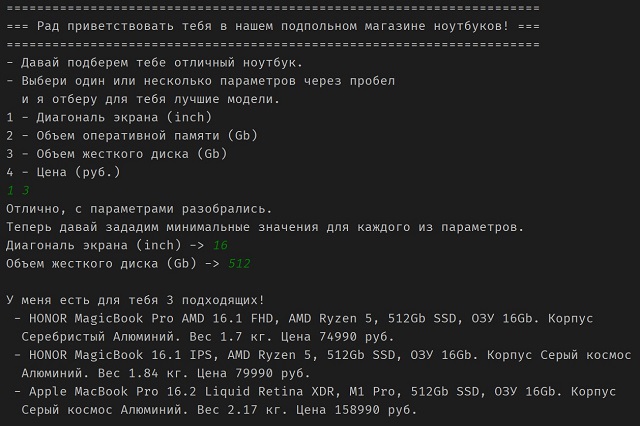 =======================================================================
=== Рад приветствовать тебя в нашем подпольном магазине ноутбуков! ===
=======================================================================
- Давай подберем тебе отличный ноутбук.
- Выбери один или несколько параметров через пробел
  и я отберу для тебя лучшие модели.
1 - Диагональ экрана (inch)
2 - Объем оперативной памяти (Gb)
3 - Объем жесткого диска (Gb)
4 - Цена (руб.)
1 3
Отлично, с параметрами разобрались.
Теперь давай зададим минимальные значения для каждого из параметров.
Диагональ экрана (inch) -> 16
Объем жесткого диска (Gb) -> 512

У меня есть для тебя 3 подходящих!
 - HONOR MagicBook Pro AMD 16.1 FHD, AMD Ryzen 5, 512Gb SSD, ОЗУ 16Gb. Корпус
  Серебристый Алюминий. Вес 1.7 кг. Цена 74990 руб.
 - HONOR MagicBook 16.1 IPS, AMD Ryzen 5, 512Gb SSD, ОЗУ 16Gb. Корпус Серый космос
  Алюминий. Вес 1.84 кг. Цена 79990 руб.
 - Apple MacBook Pro 16.2 Liquid Retina XDR, M1 Pro, 512Gb SSD, ОЗУ 16Gb. Корпус
  Серый космос Алюминий. Вес 2.17 кг. Цена 158990 руб.